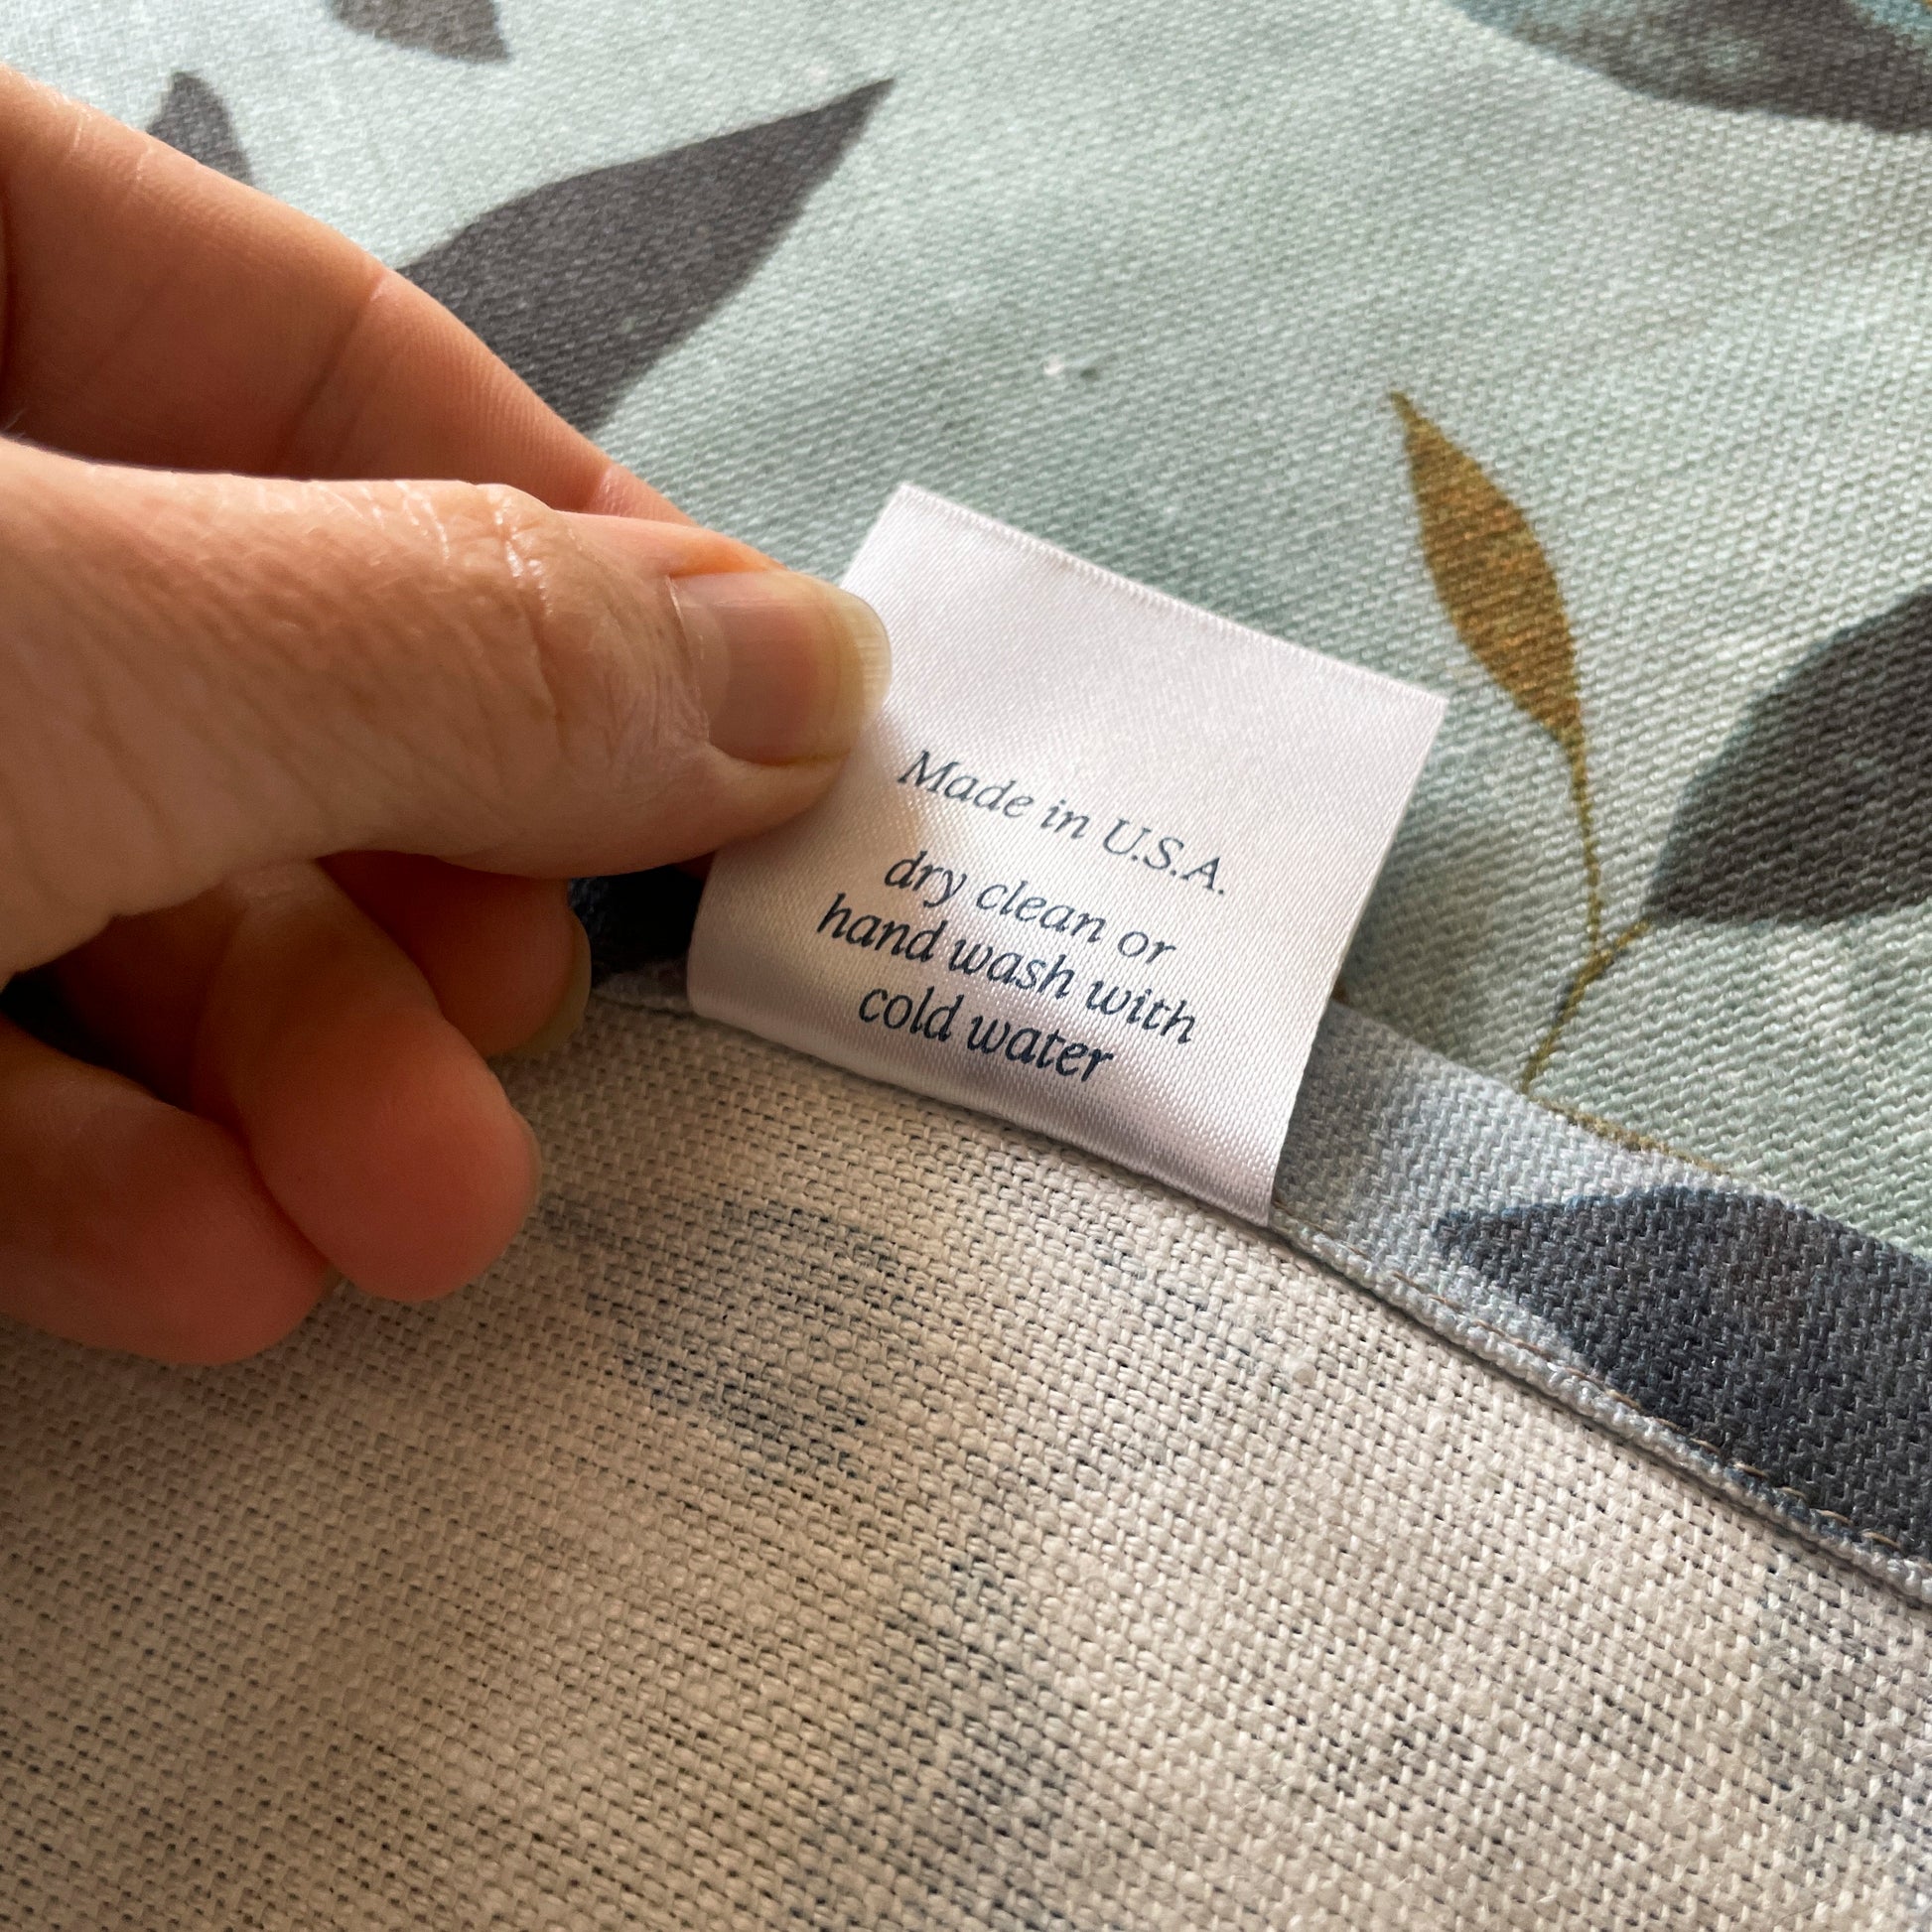 Made in U.S.A.
dry clean or
hand wash with
cold water